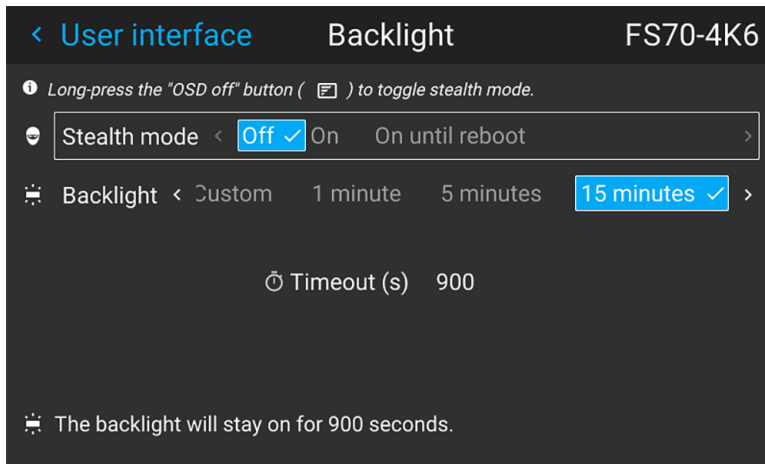 User interface Backlight FS70-4K6
Long-press the "OSD off" button ( ) to toggle stealth mode.
Stealth mode Off On On until reboot
Backlight Custom 1 minute 5 minutes 15 minutes
Timeout (s) 900
The backlight will stay on for 900 seconds.